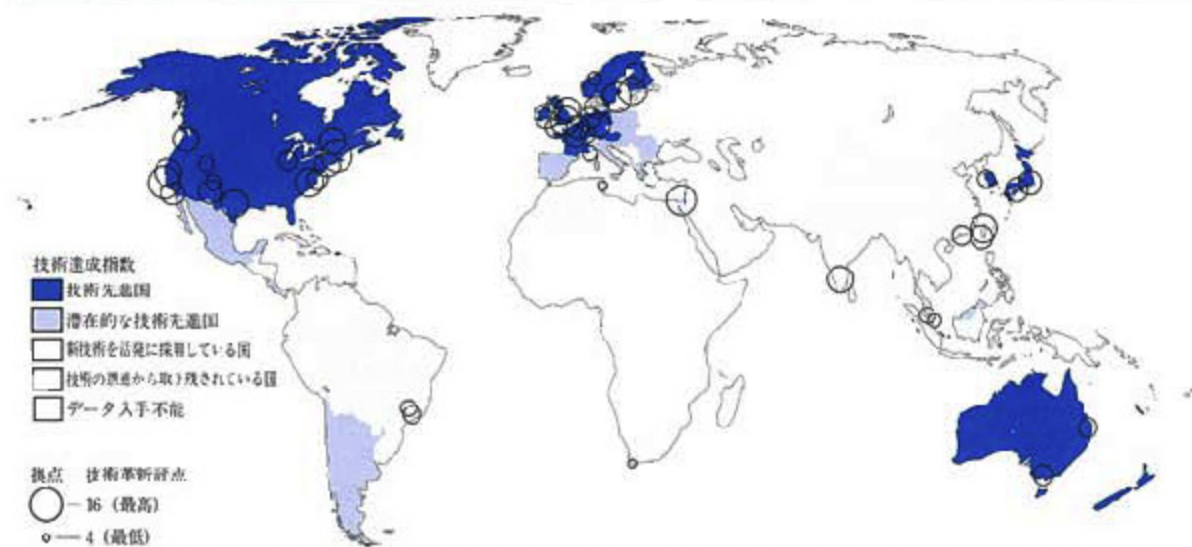 技術達成指数
技術先進国
潜在的な技術先進国
新技術を活発に採用している国
技術の浸透から取り残されている国
データ入手不能
拠点 技術革新評点
16 (最高)
4 (最低)